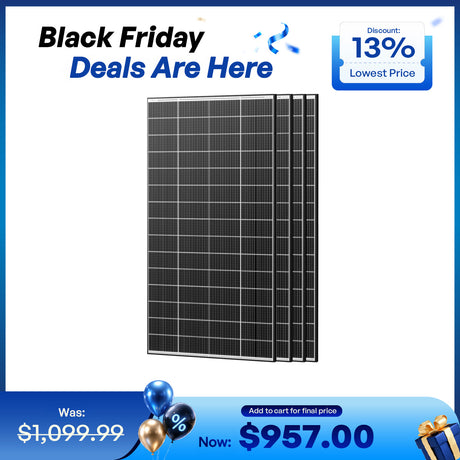 Black Friday
Deals Are Here
Discount:
13%
Lowest Price
Was:
$1,099.99
%
Add to cart for final price
Now: $957.00